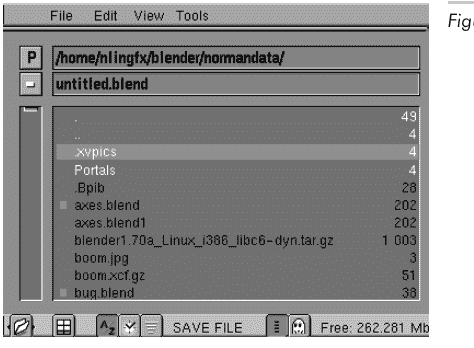 File Edit View Tools
Figu
P /home/nlingfx/blender/normandata/
untitled.blend
. 49
.. 4
.xvpics 4
Portals 4
.Bpib 28
axes.blend 202
axes.blend1 202
blender1.70a_Linux_i386_libc6-dyn.tar.gz 1 003
boom.jpg 3
boom.xcf.gz 51
bug.blend 38
SAVE FILE Free: 262.281 Mb